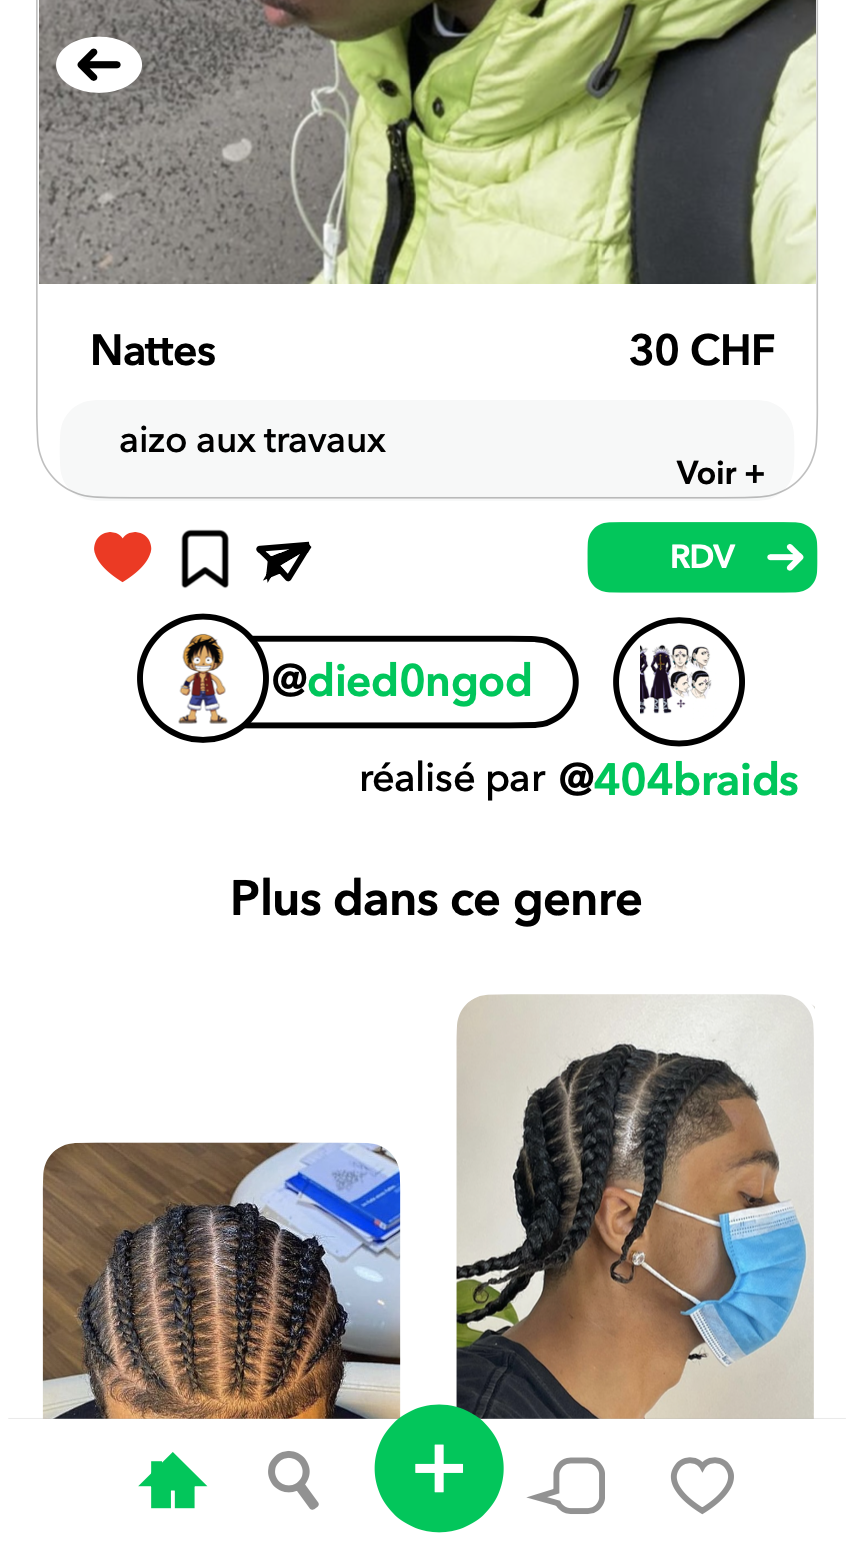 Nattes
30 CHF
aizo aux travaux
Voir +
RDV
@died0ngod
réalisé par @404braids
Plus dans ce genre